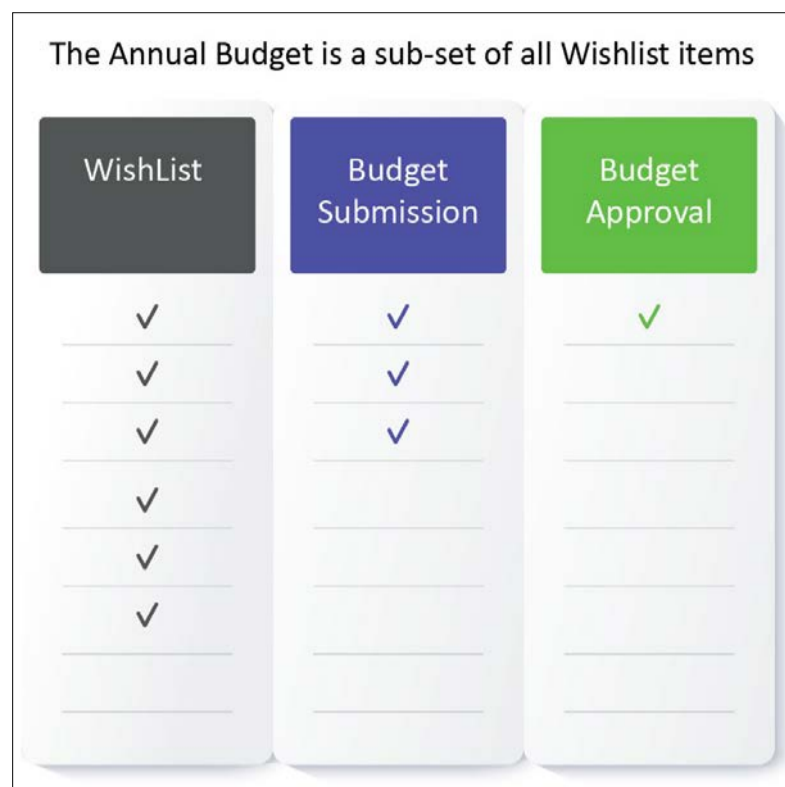 The Annual Budget is a sub-set of all Wishlist items
WishList
Budget
Submission
Budget
Approval